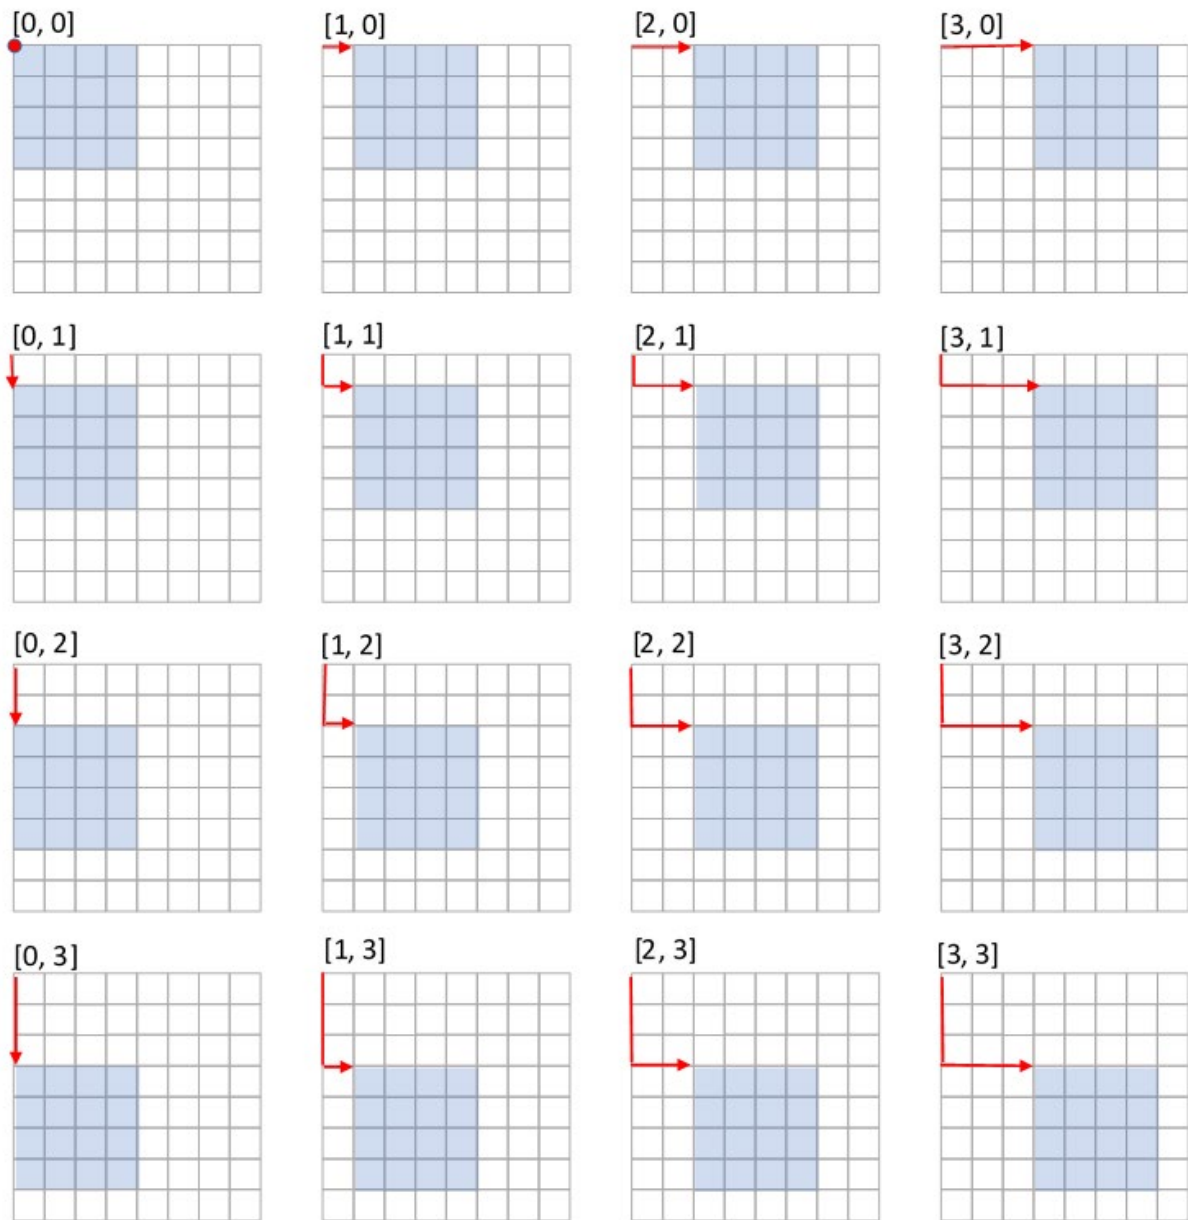 [0, 0] [1, 0] [2, 0] [3, 0]
[0, 1] [1, 1] [2, 1] [3, 1]
[0, 2] [1, 2] [2, 2] [3, 2]
[0, 3] [1, 3] [2, 3] [3, 3]